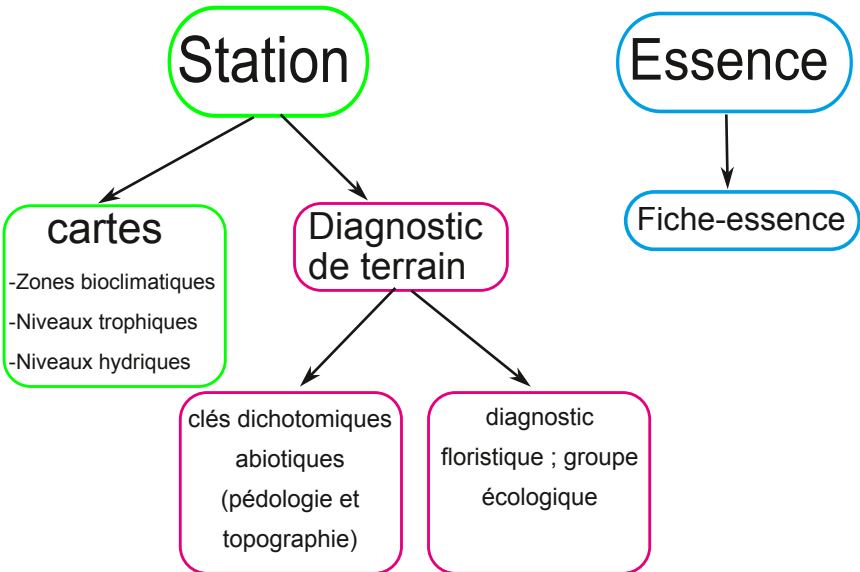 Station
Essence
cartes
-Zones bioclimatiques
-Niveaux trophiques
-Niveaux hydriques
Diagnostic
de terrain
Fiche-essence
clés dichotomiques
abiotiques
(pédologie et
topographie)
diagnostic
floristique ; groupe
écologique